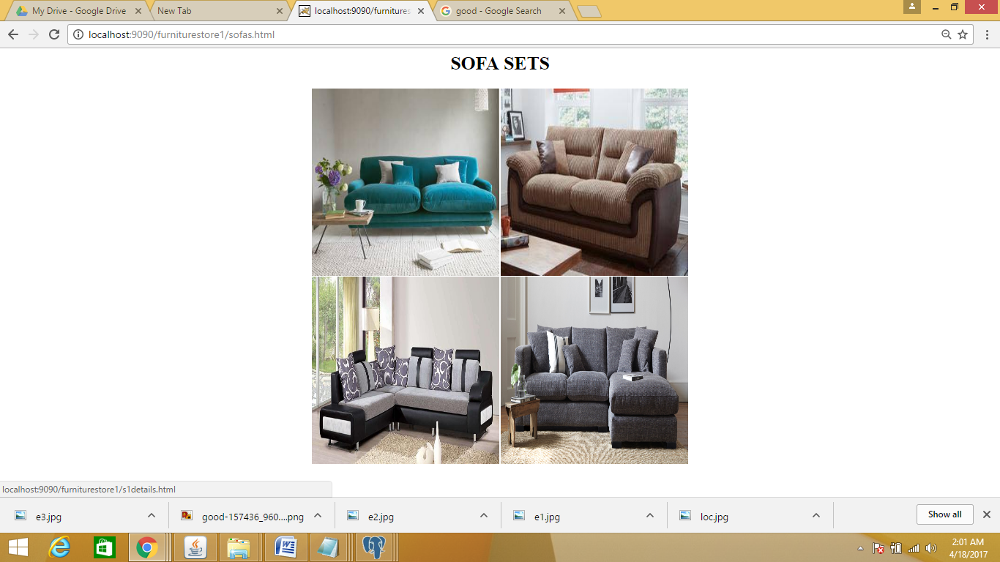 My Drive - Google Drive
New Tab
localhost:9090/furnitures
good - Google Search
localhost:9090/furniturestore1/sofas.html
SOFA SETS
localhost:9090/furniturestore1/s1details.html
e3.jpg
good-157436_960....png
e2.jpg
e1.jpg
loc.jpg
Show all
2:01 AM
4/18/2017